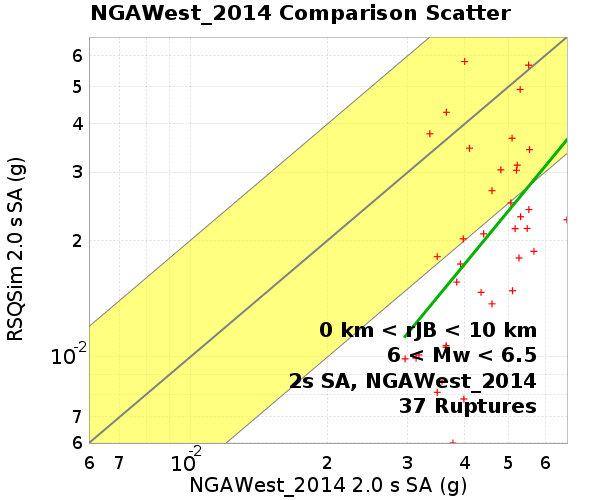 NGAWest_2014 Comparison Scatter
RSQSim 2.0 s SA (g)
6
5
4
3
2
10-2
7
6
0 km < rJB < 10 km
6 < Mw < 6.5
2s SA, NGAWest_2014
37 Ruptures
6 7 10-2 2 3 4 5 6
NGAWest_2014 2.0 s SA (g)